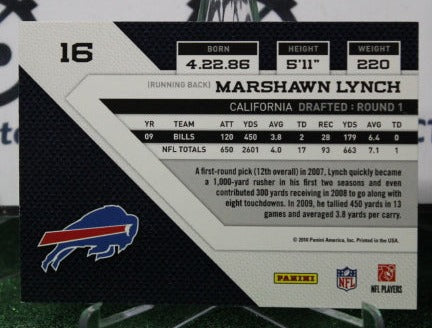 16
BORN HEIGHT WEIGHT
4.22.86 5'11" 220
(RUNNING BACK) MARSHAWN LYNCH
CALIFORNIA DRAFTED : ROUND 1
YR TEAM ATT YDS AVG TD REC YDS AVG TD
09 BILLS 120 450 3.8 2 28 179 6.4 0
NFL TOTALS 650 2601 4.0 17 93 663 7.1 1
A first-round pick (12th overall) in 2007, Lynch quickly became
a 1,000-yard rusher in his first two seasons and even
contributed 300 yards receiving in 2008 to go along with
eight touchdowns. In 2009, he tallied 450 yards in 13
games and averaged 3.8 yards per carry.
© 2010 Panini America, Inc. Printed in the USA.
PANINI NFL NFL PLAYERS